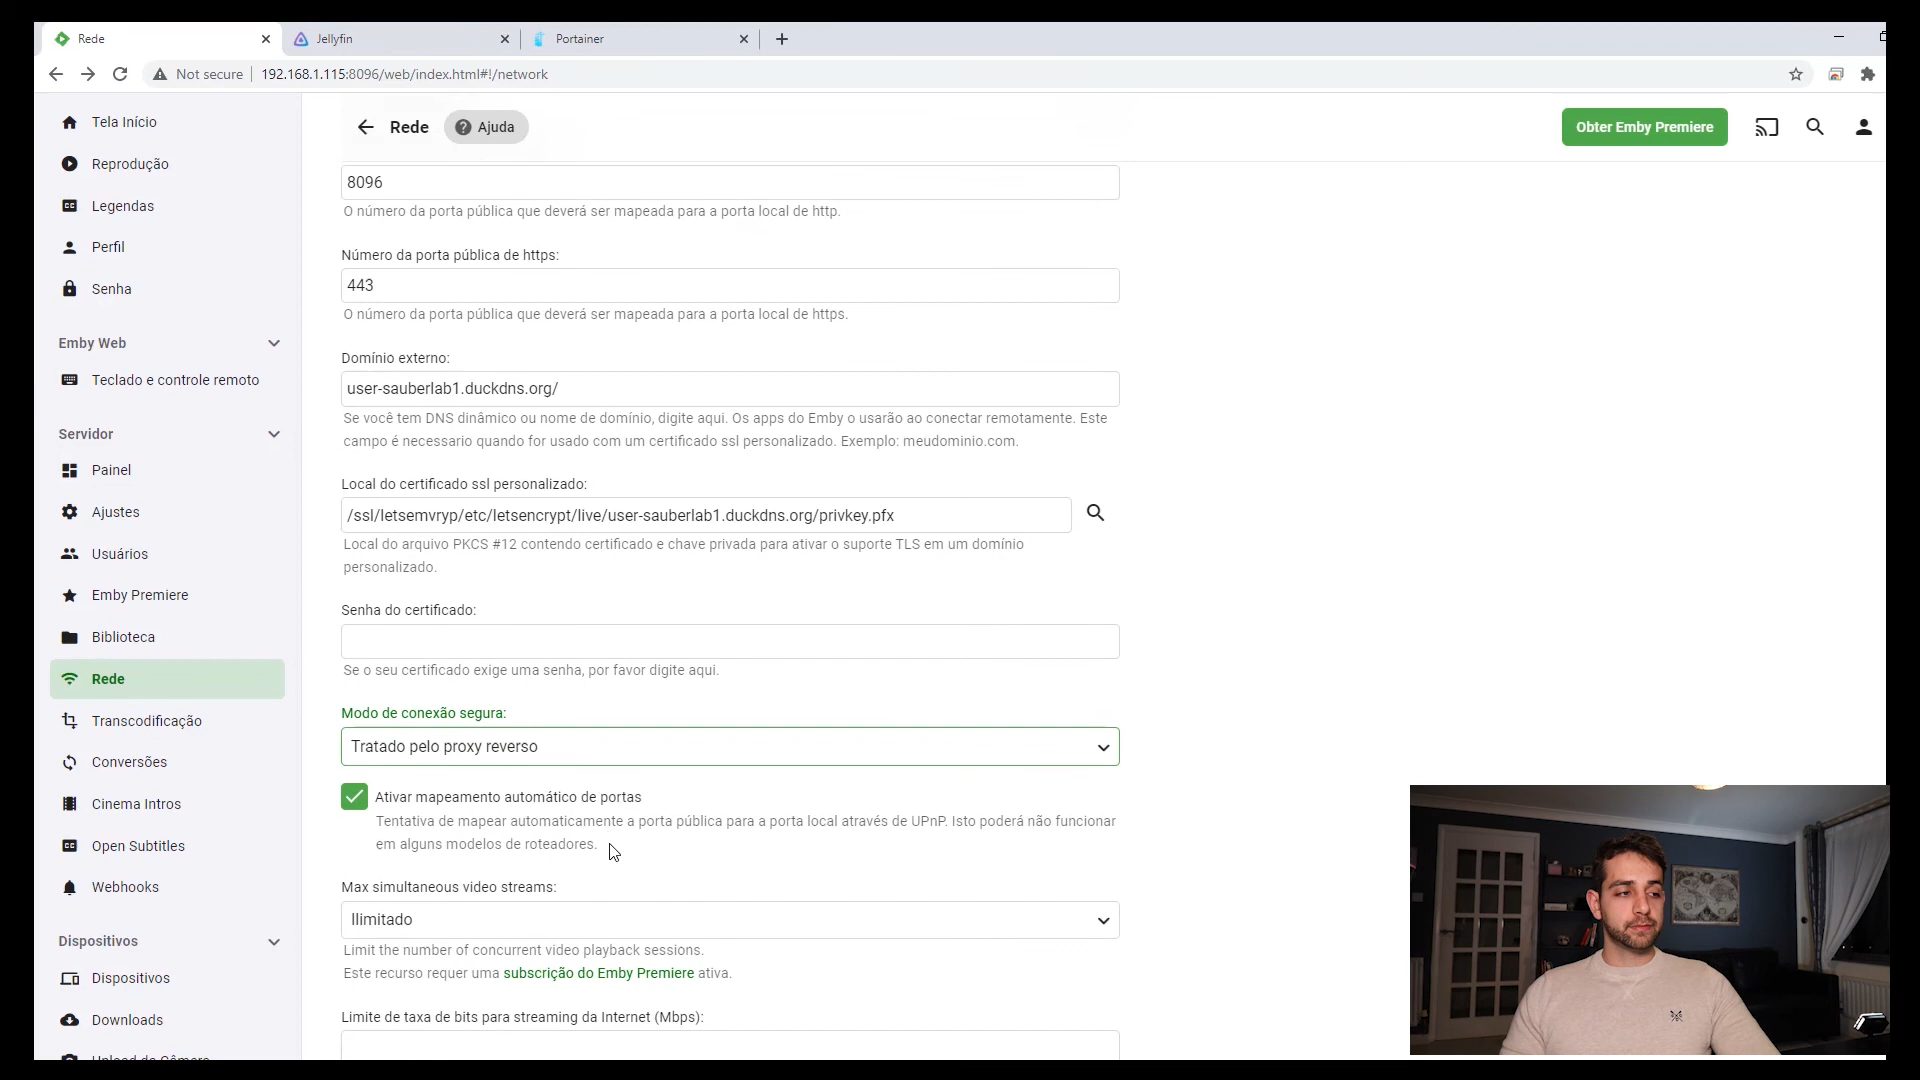 Rede
Jellyfin
Portainer
Not secure
192.168.1.115:8096/web/index.html#!/network
Tela Início
Reprodução
Legendas
Perfil
Senha
Emby Web
Teclado e controle remoto
Servidor
Painel
Ajustes
Usuários
Emby Premiere
Biblioteca
Rede
Transcodificação
Conversões
Cinema Intros
Open Subtitles
Webhooks
Dispositivos
Dispositivos
Downloads
Upload da Câmera
Rede
Ajuda
Obter Emby Premiere
8096
O número da porta pública que deverá ser mapeada para a porta local de http.
Número da porta pública de https:
443
O número da porta pública que deverá ser mapeada para a porta local de https.
Domínio externo:
user-sauberlab1.duckdns.org/
Se você tem DNS dinâmico ou nome de domínio, digite aqui. Os apps do Emby o usarão ao conectar remotamente. Este
campo é necessario quando for usado com um certificado ssl personalizado. Exemplo: meudominio.com.
Local do certificado ssl personalizado:
/ssl/letsemvryp/etc/letsencrypt/live/user-sauberlab1.duckdns.org/privkey.pfx
Local do arquivo PKCS #12 contendo certificado e chave privada para ativar o suporte TLS em um domínio
personalizado.
Senha do certificado:
Se o seu certificado exige uma senha, por favor digite aqui.
Modo de conexão segura:
Tratado pelo proxy reverso
Ativar mapeamento automático de portas
Tentativa de mapear automaticamente a porta pública para a porta local através de UPnP. Isto poderá não funcionar
em alguns modelos de roteadores.
Max simultaneous video streams:
Ilimitado
Limit the number of concurrent video playback sessions.
Este recurso requer uma subscrição do Emby Premiere ativa.
Limite de taxa de bits para streaming da Internet (Mbps):